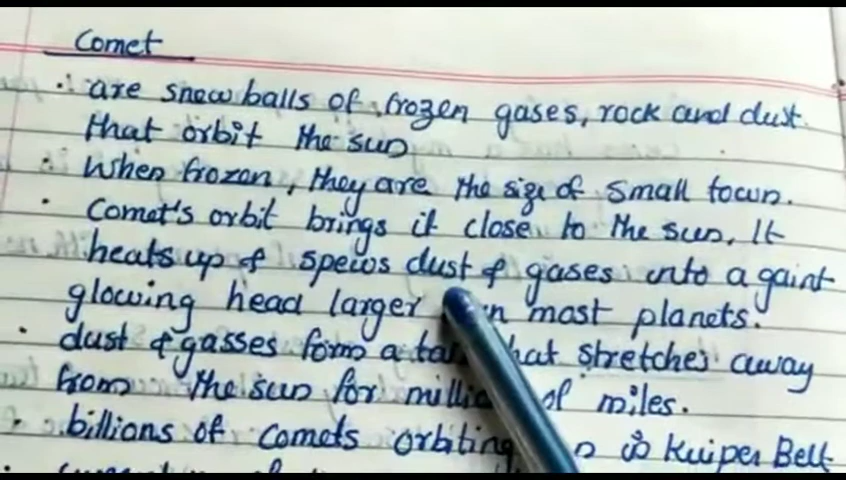 Comet
· are snow balls of frozen gases, rock and dust
that orbit the sun
· When frozen, they are the size of small town.
· Comet's orbit brings it close to the sun. It
heats up & spews dust & gases into a gaint
glowing head larger most planets.
· dust & gasses form a that stretches away
from the sun for of miles.
· billions of comets orbiting Kuiper Belt